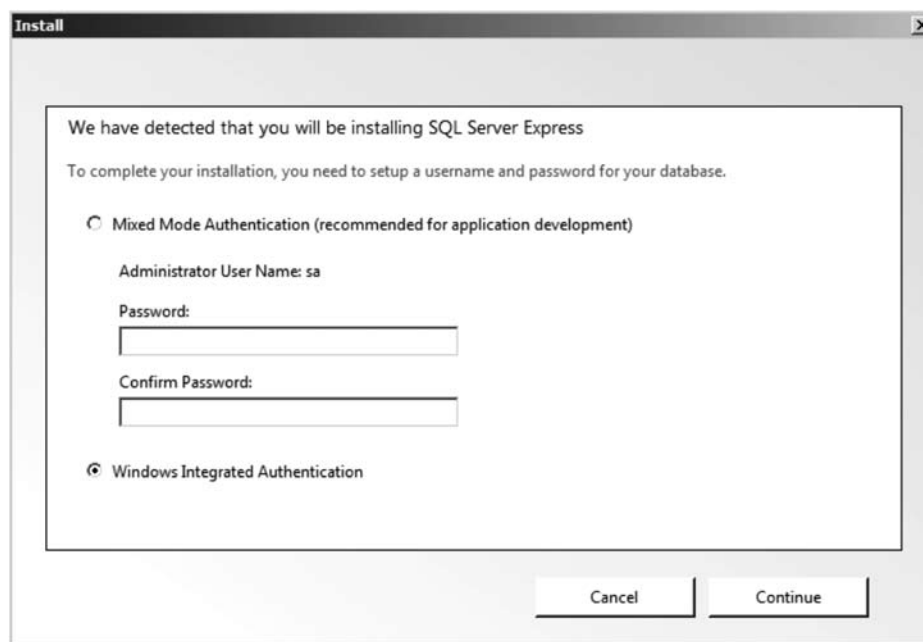 Install
We have detected that you will be installing SQL Server Express
To complete your installation, you need to setup a username and password for your database.
Mixed Mode Authentication (recommended for application development)
Administrator User Name: sa
Password:
Confirm Password:
Windows Integrated Authentication
Cancel Continue